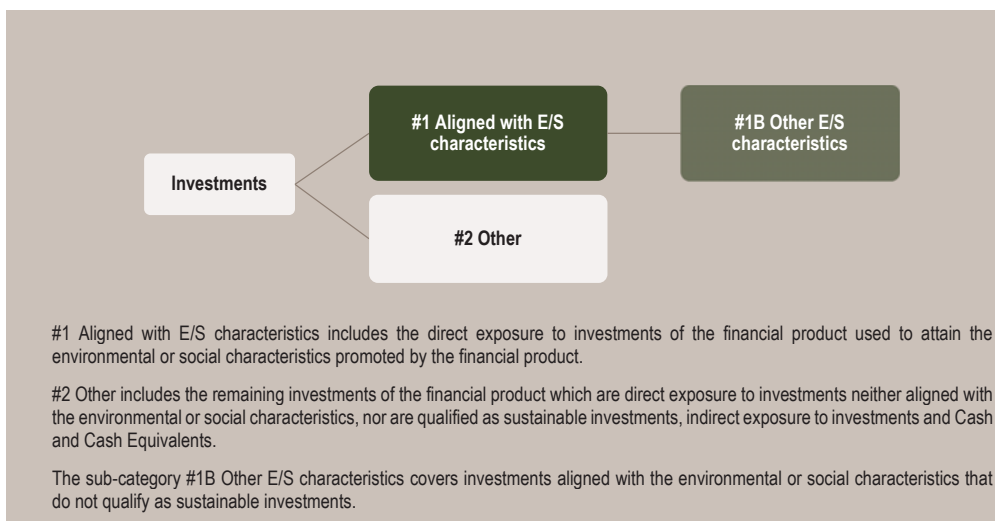 #1 Aligned with E/S
characteristics
#1B Other E/S
characteristics
Investments
#2 Other
#1 Aligned with E/S characteristics includes the direct exposure to investments of the financial product used to attain the
environmental or social characteristics promoted by the financial product.
#2 Other includes the remaining investments of the financial product which are direct exposure to investments neither aligned with
the environmental or social characteristics, nor are qualified as sustainable investments, indirect exposure to investments and Cash
and Cash Equivalents.
The sub-category #1B Other E/S characteristics covers investments aligned with the environmental or social characteristics that
do not qualify as sustainable investments.